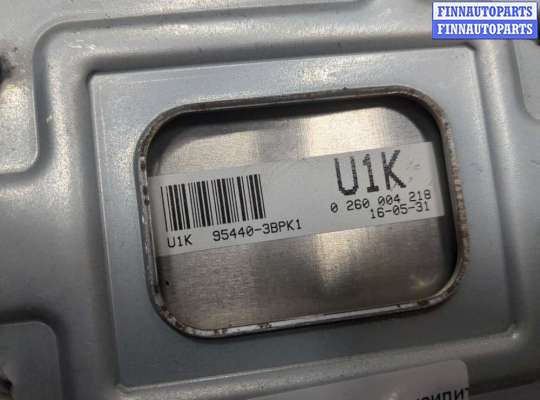 FINNAUTOPARTS
FINNAUTOPARTS
U1K
0 260 004 218
16-05-31
U1K 95440-3BPK1